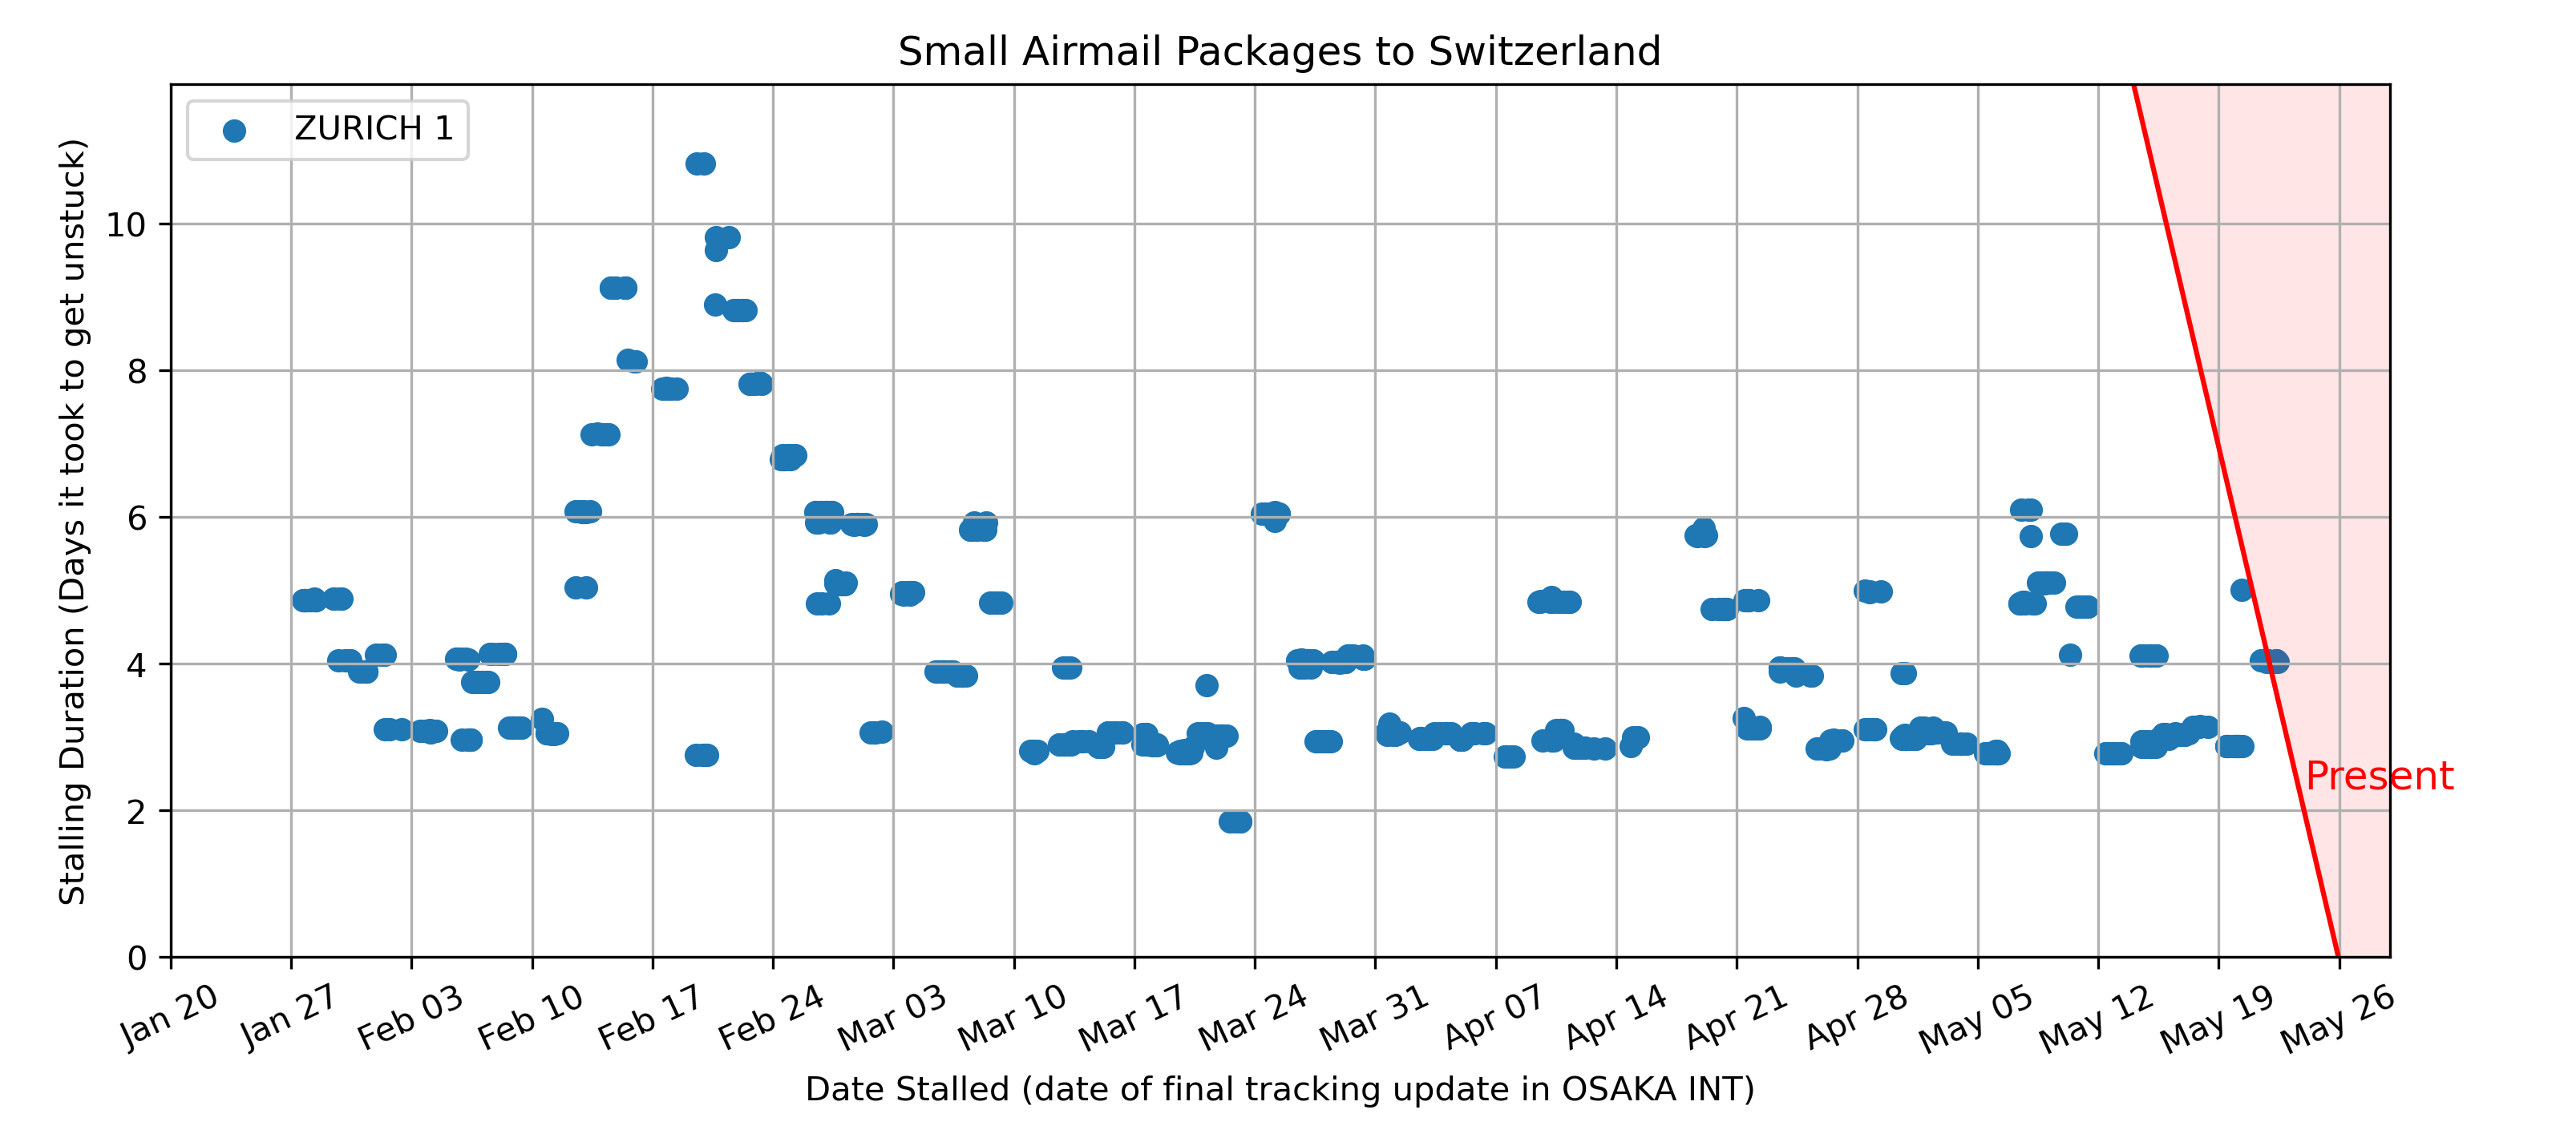 Small Airmail Packages to Switzerland
ZURICH 1
Stalling Duration (Days it took to get unstuck)
10
8
6
4
2
0
Present
Jan 20
Jan 27
Feb 03
Feb 10
Feb 17
Feb 24
Mar 03
Mar 10
Mar 17
Mar 24
Mar 31
Apr 07
Apr 14
Apr 21
Apr 28
May 05
May 12
May 19
May 26
Date Stalled (date of final tracking update in OSAKA INT)